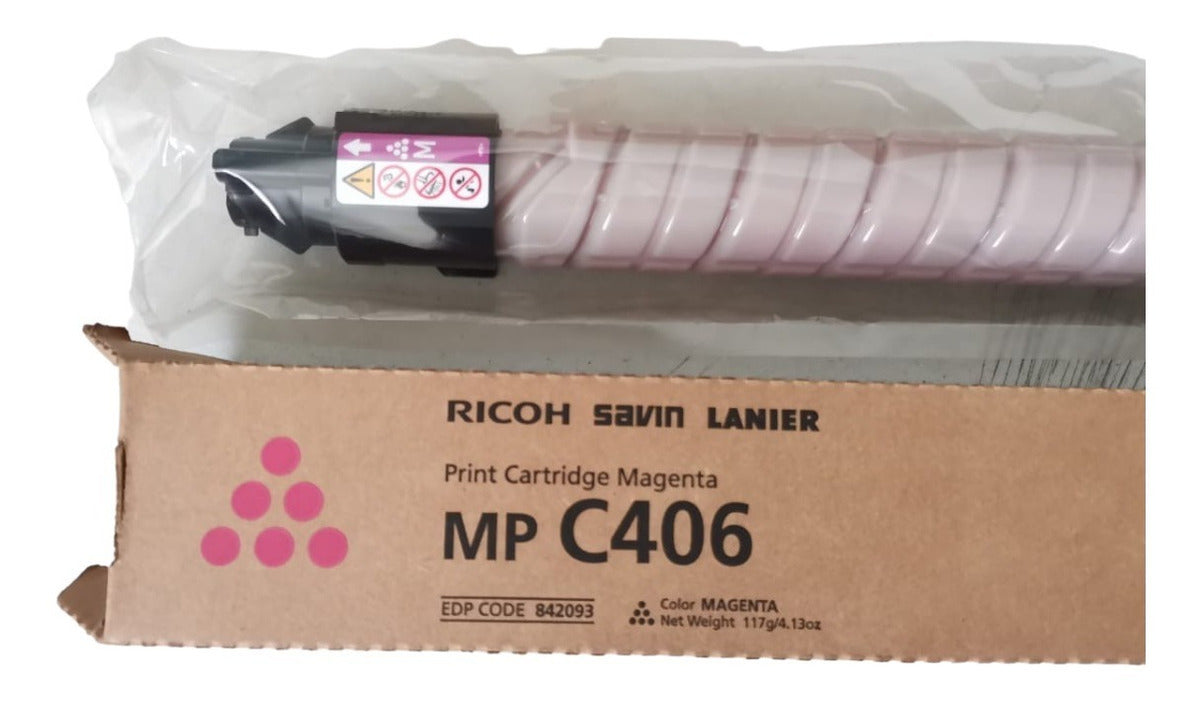 M
RICOH savin LANIER
Print Cartridge Magenta
MP C406
EDP CODE 842093
Color MAGENTA
Net Weight 117g/4.13oz